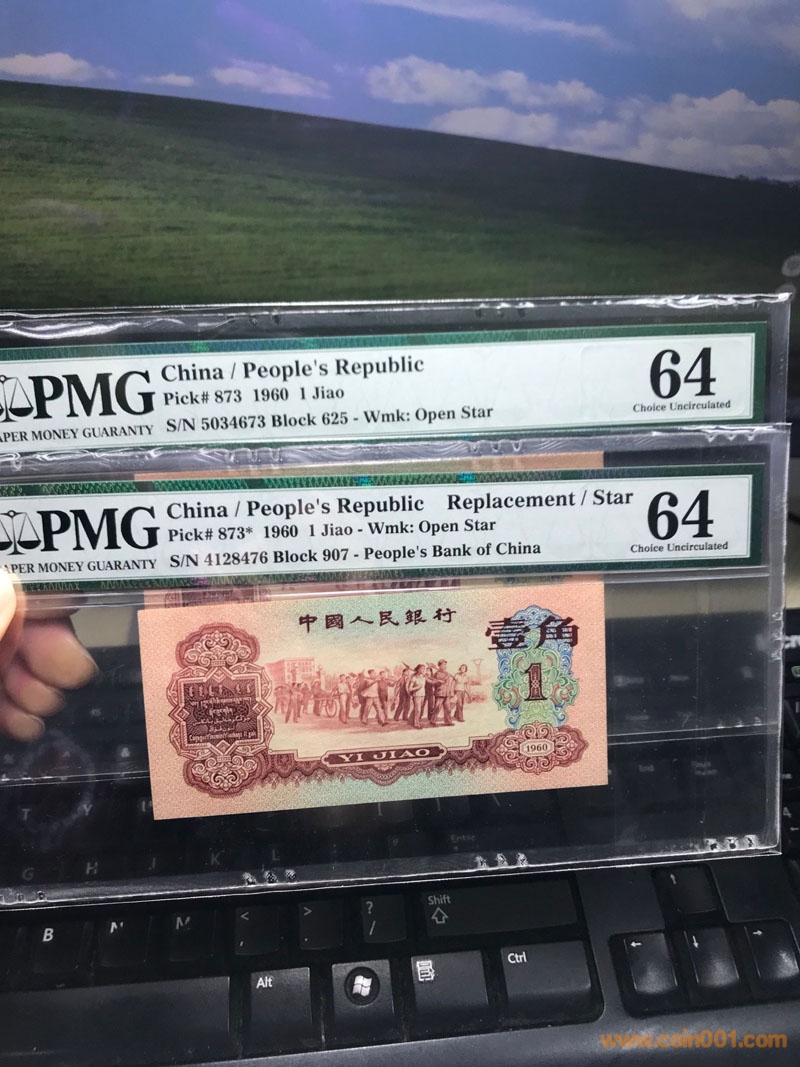 PMG
APER MONEY GUARANTY
China / People's Republic
Pick# 873 1960 1 Jiao
S/N 5034673 Block 625 - Wmk: Open Star
64
Choice Uncirculated
PMG
APER MONEY GUARANTY
China / People's Republic Replacement / Star
Pick# 873* 1960 1 Jiao - Wmk: Open Star
S/N 4128476 Block 907 - People's Bank of China
64
Choice Uncirculated
中國人民銀行
壹角
1
YI JIAO
1960
T Y
G H J K L
Enter
B N M < , > . ? / Shift
Alt Ctrl
www.coin001.com